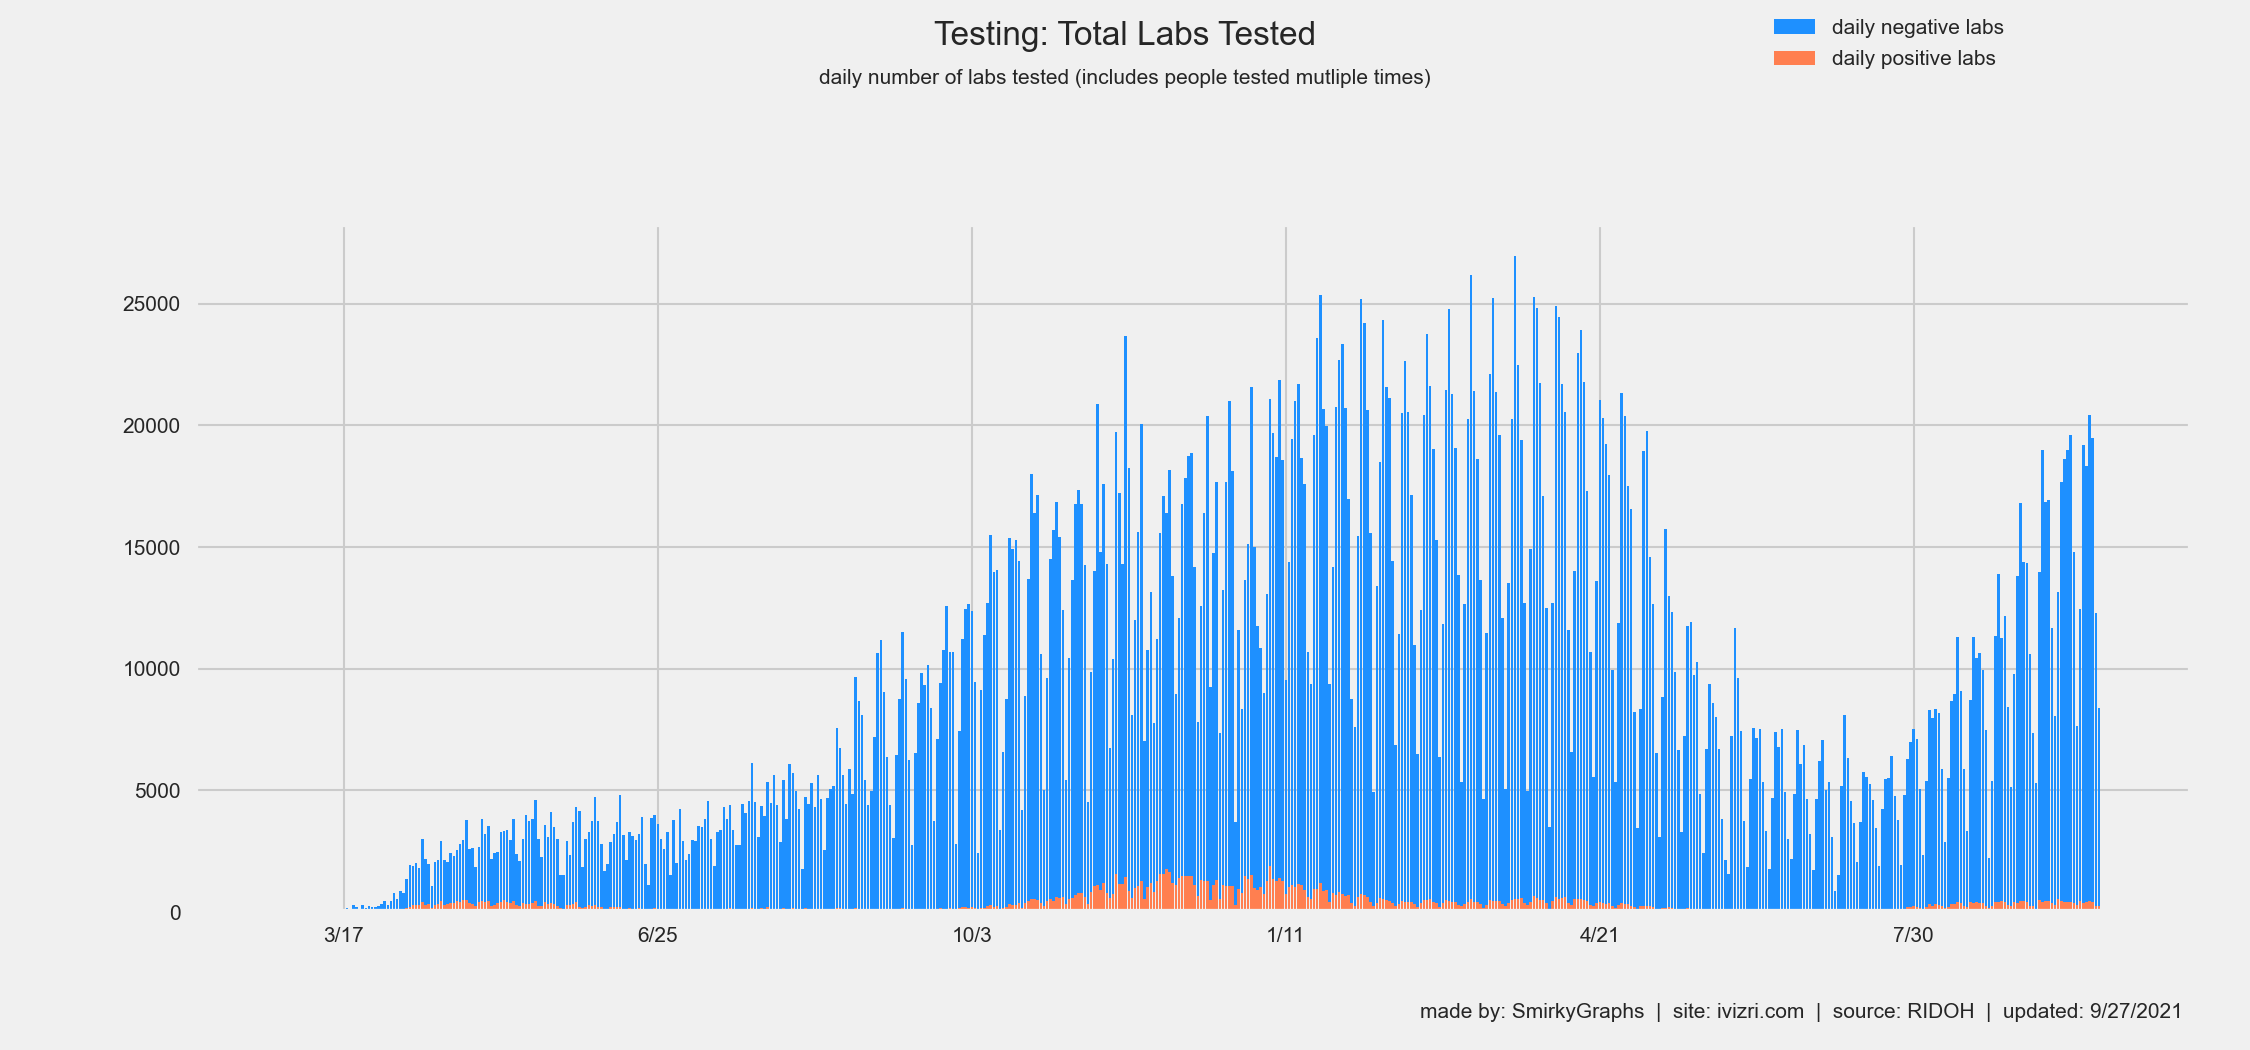 Testing: Total Labs Tested
daily number of labs tested (includes people tested mutliple times)
daily negative labs
daily positive labs
25000
20000
15000
10000
5000
0
3/17 6/25 10/3 1/11 4/21 7/30
made by: SmirkyGraphs | site: ivizri.com | source: RIDOH | updated: 9/27/2021